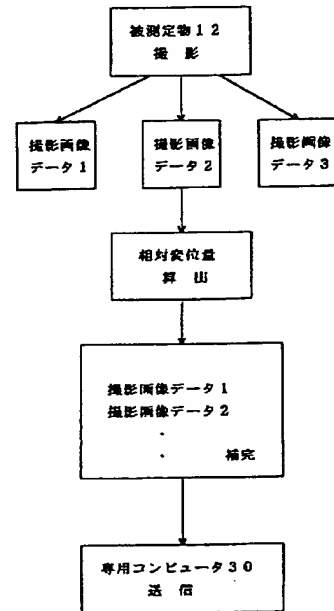 被測定物12
撮 影
撮影画像
データ1
撮影画像
データ2
撮影画像
データ3
相対変位量
算 出
撮影画像データ1
撮影画像データ2
・
・ 補完
専用コンピュータ30
送 信